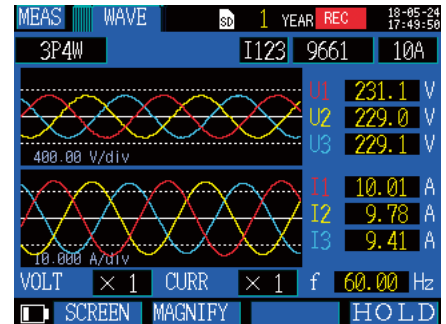 MEAS WAVE SD 1 YEAR REC 18-05-24
17:49:50
3P4W I123 9661 10A
U1 231.1 V
U2 229.0 V
U3 229.1 V
400.00 V/div
I1 10.01 A
I2 9.78 A
I3 9.41 A
10.000 A/div
VOLT × 1 CURR × 1 f 60.00 Hz
SCREEN MAGNIFY HOLD